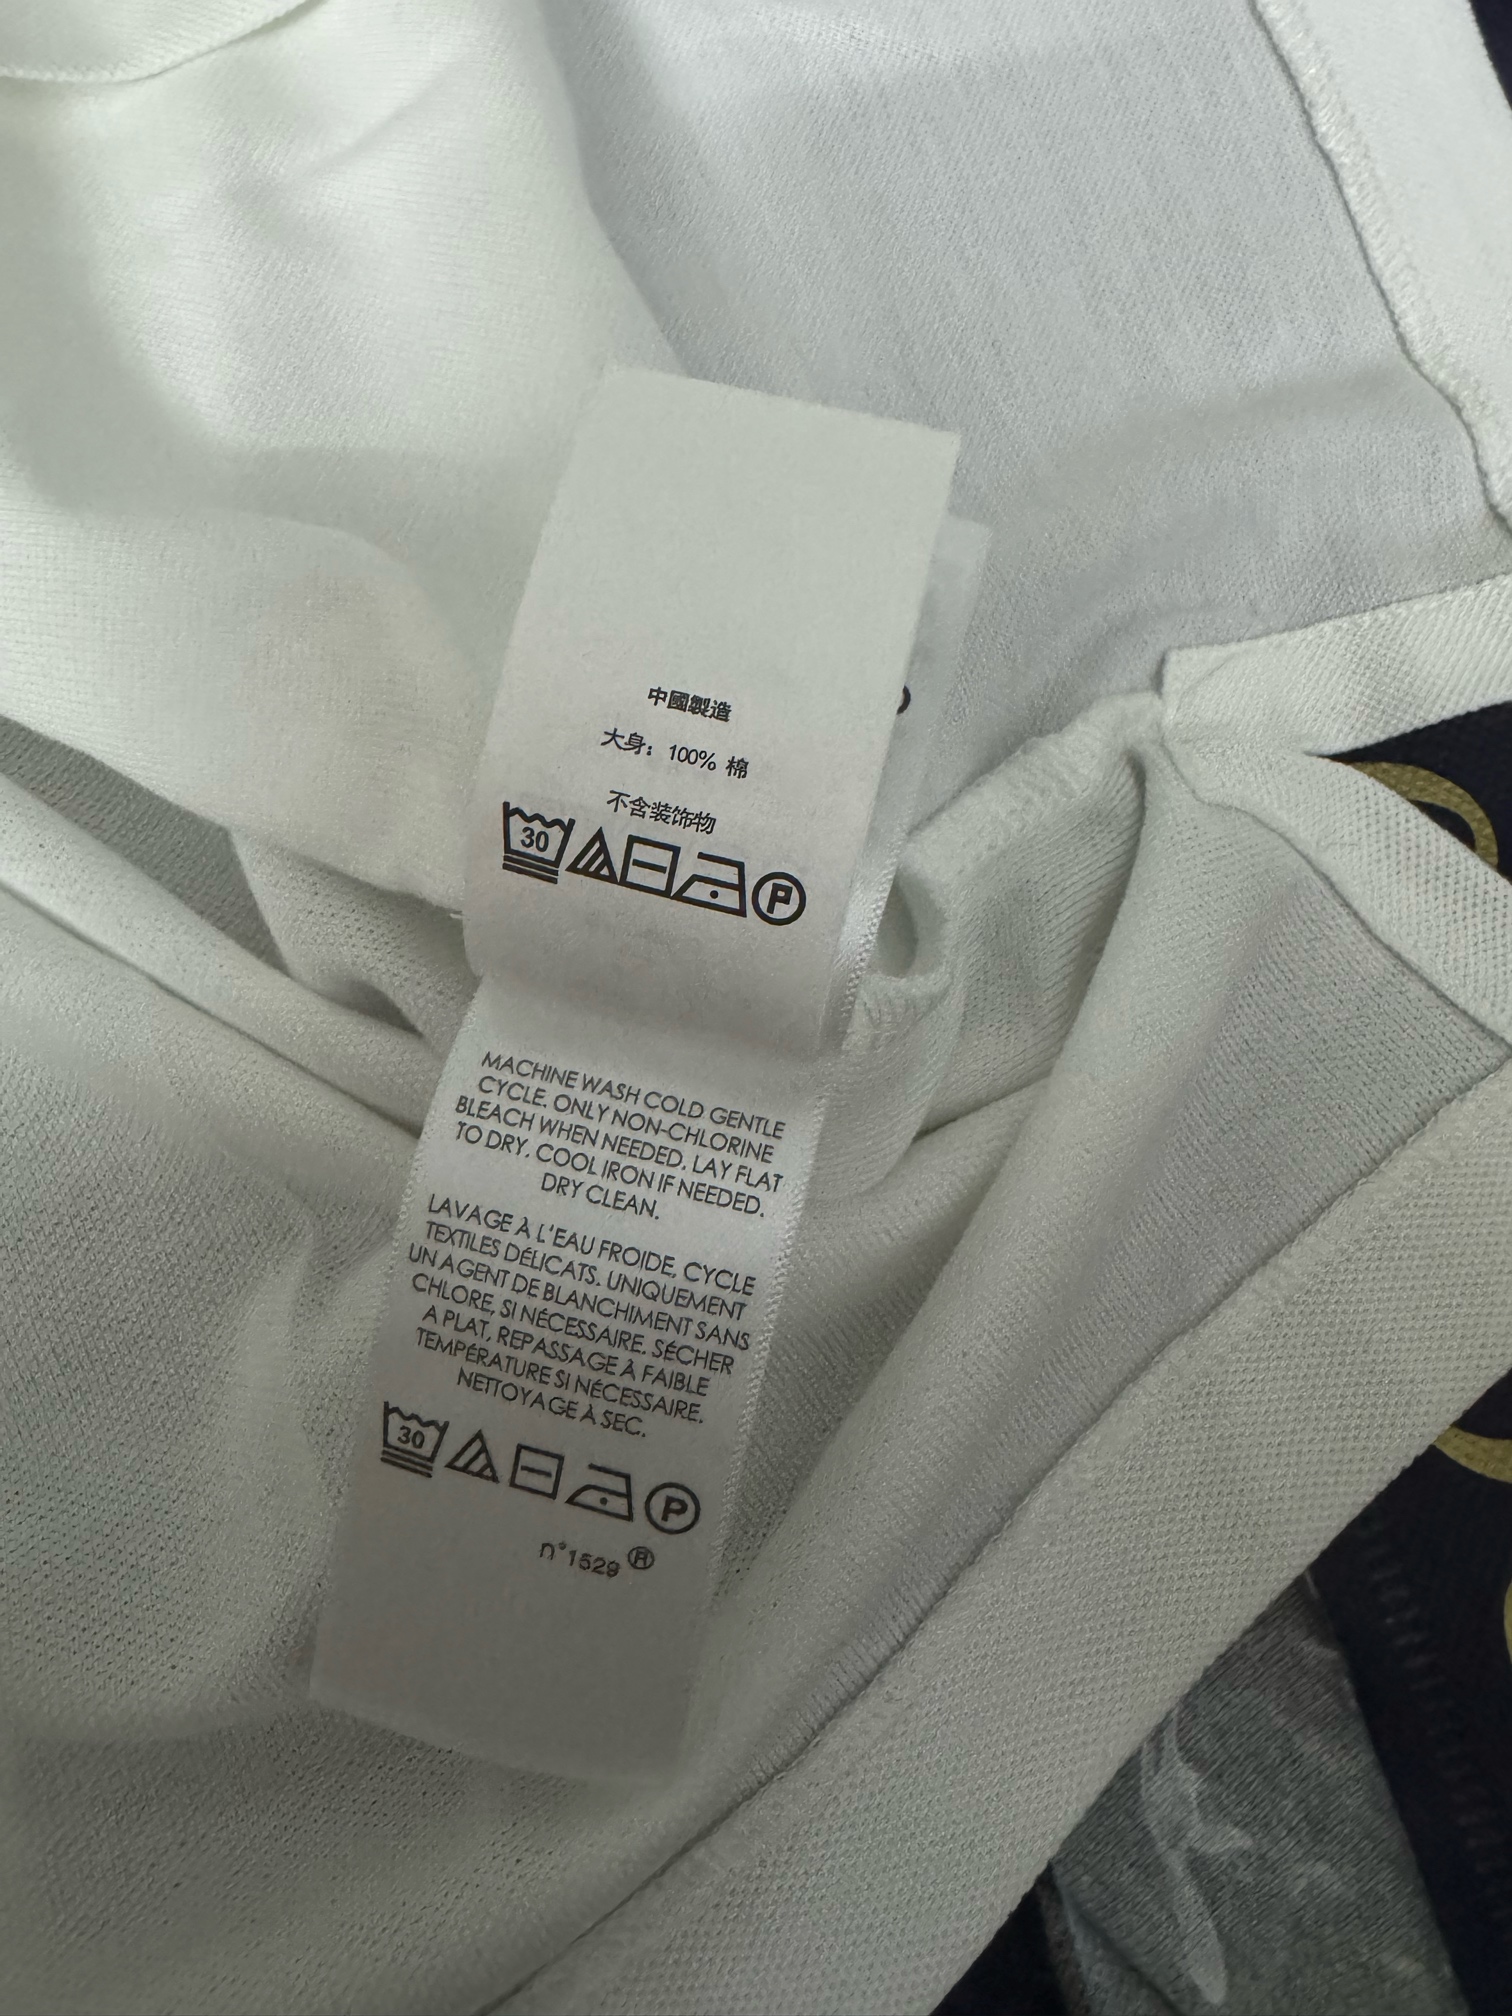 中國製造
大身：100% 棉
不含装饰物
30
P
MACHINE WASH COLD GENTLE
CYCLE. ONLY NON-CHLORINE
BLEACH WHEN NEEDED. LAY FLAT
TO DRY. COOL IRON IF NEEDED.
DRY CLEAN.
LAVAGE À L'EAU FROIDE, CYCLE
TEXTILES DÉLICATS. UNIQUEMENT
UN AGENT DE BLANCHIMENT SANS
CHLORE, SI NÉCESSAIRE. SÉCHER
A PLAT, REPASSAGE À FAIBLE
TEMPÉRATURE SI NÉCESSAIRE.
NETTOYAGE À SEC.
30
P
n°1529 ®